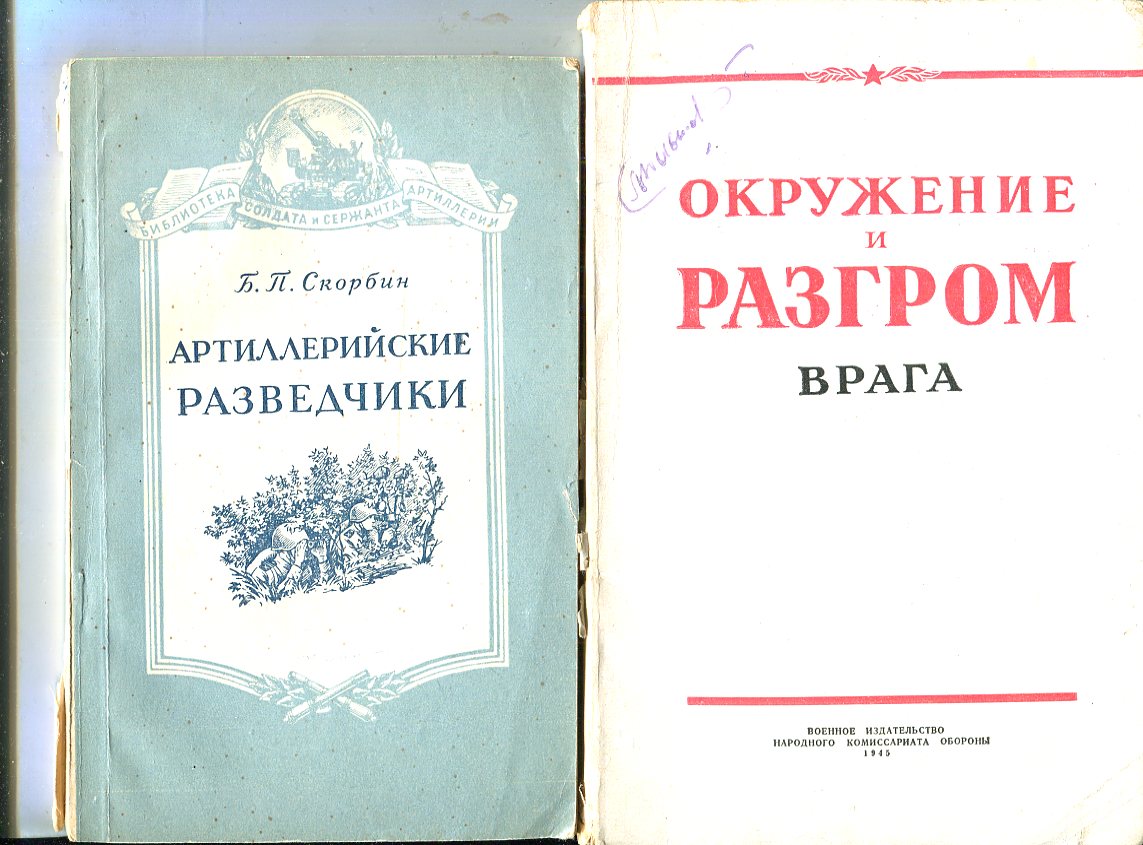 БИБЛИОТЕКА СОЛДАТА И СЕРЖАНТА АРТИЛЛЕРИИ
Б. П. Скорбин
АРТИЛЛЕРИЙСКИЕ
РАЗВЕДЧИКИ
ОКРУЖЕНИЕ
И
РАЗГРОМ
ВРАГА
ВОЕННОЕ ИЗДАТЕЛЬСТВО
НАРОДНОГО КОМИССАРИАТА ОБОРОНЫ
1945